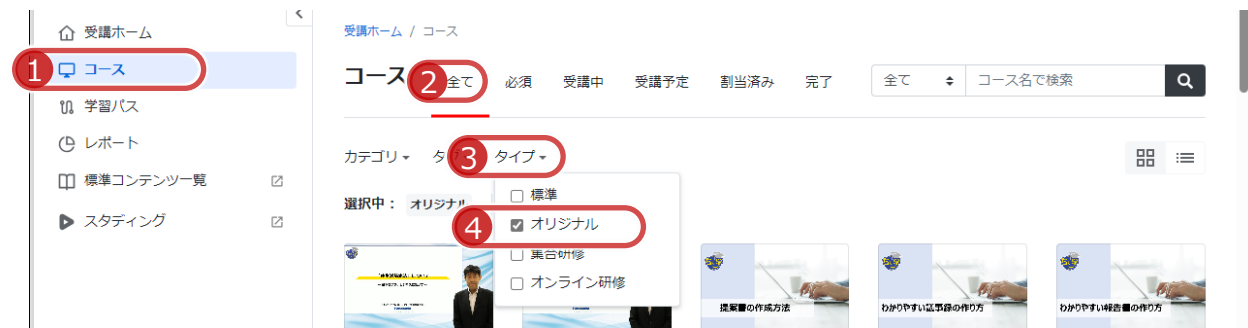 受講ホーム
1 コース
学習パス
レポート
標準コンテンツ一覧
スタディング
受講ホーム / コース
コース 2 全て 必須 受講中 受講予定 割当済み 完了 全て コース名で検索
カテゴリ 3 タイプ
選択中： オリジナル
標準
4 オリジナル
集合研修
オンライン研修
提案書の作成方法
わかりやすい議事録の作り方
わかりやすい報告書の作り方